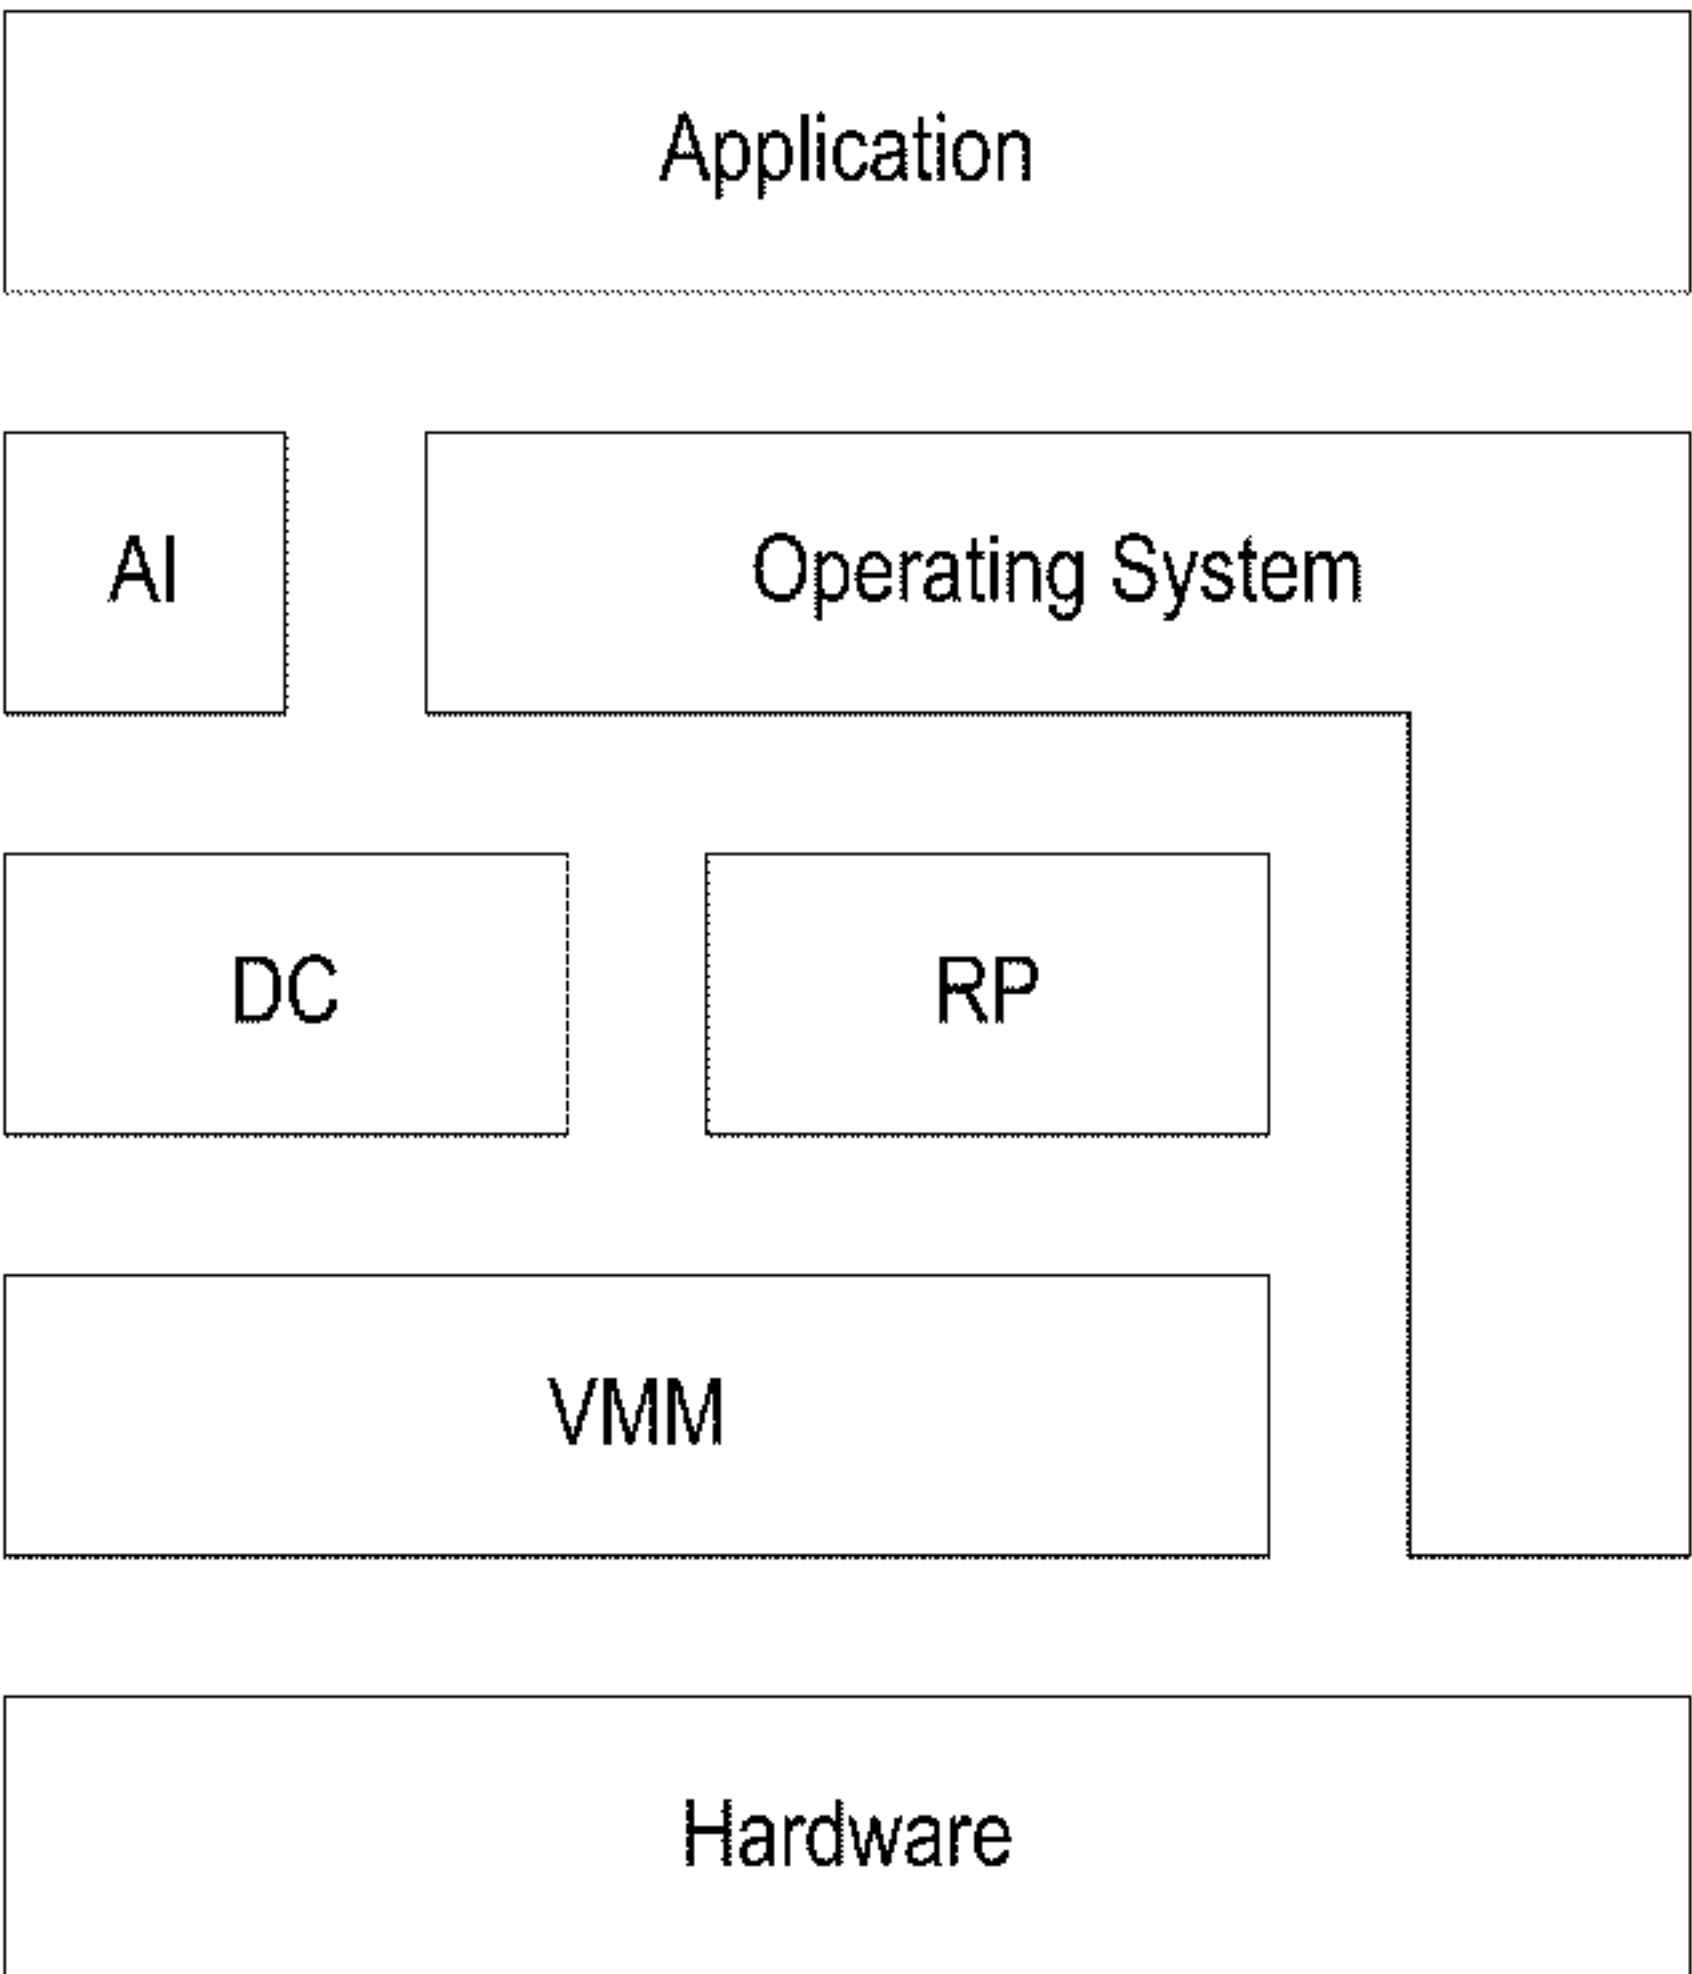 Application
AI
Operating System
DC
RP
VMM
Hardware